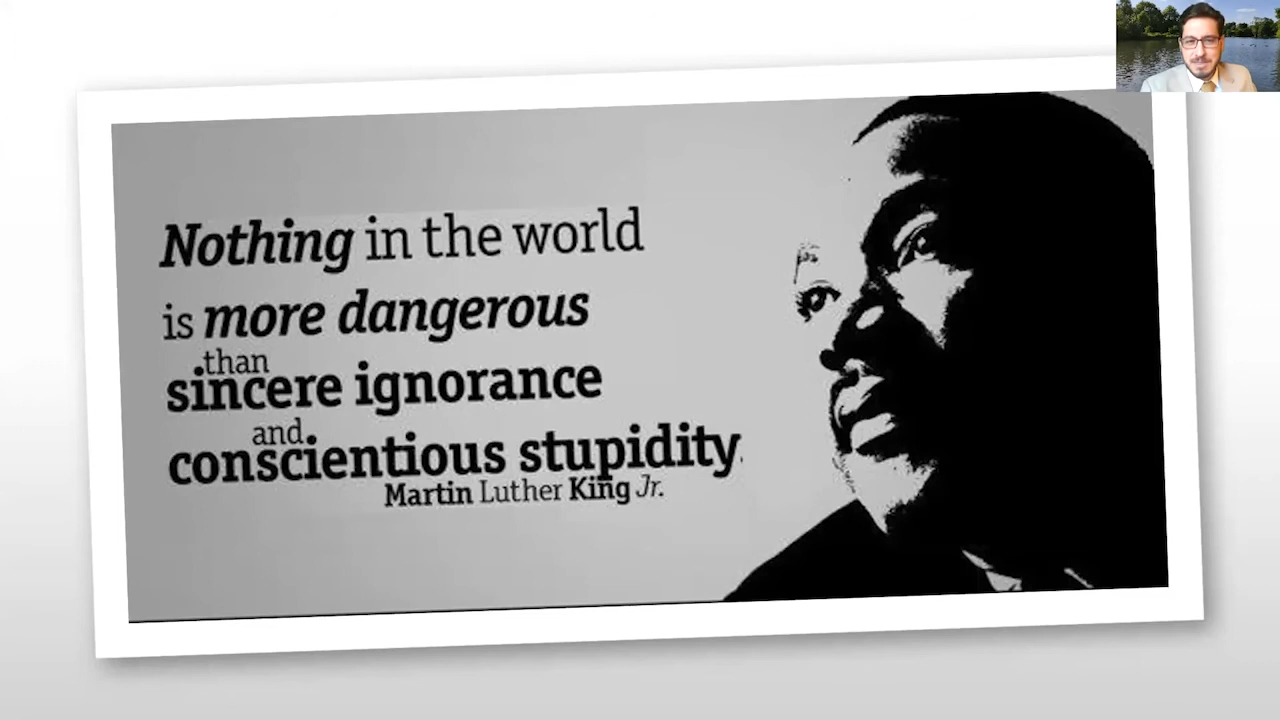 Nothing in the world
is more dangerous
than
sincere ignorance
and
conscientious stupidity.
Martin Luther King Jr.